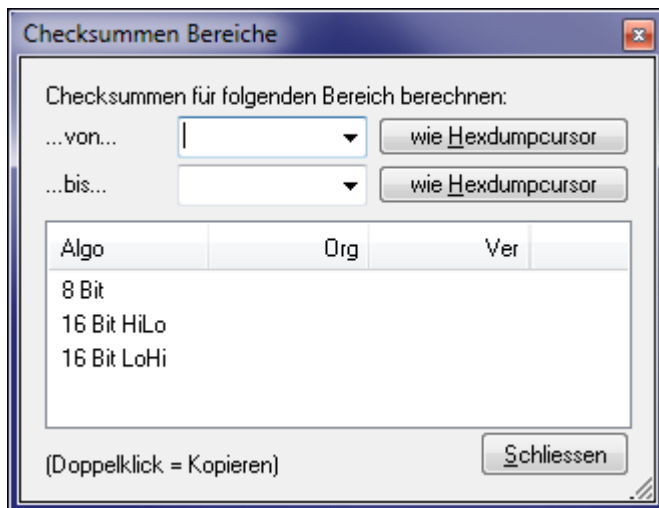 Checksummen Bereiche
Checksummen für folgenden Bereich berechnen:
...von... wie Hexdumpcursor
...bis... wie Hexdumpcursor
Algo Org Ver
8 Bit
16 Bit HiLo
16 Bit LoHi
(Doppelklick = Kopieren) Schliessen